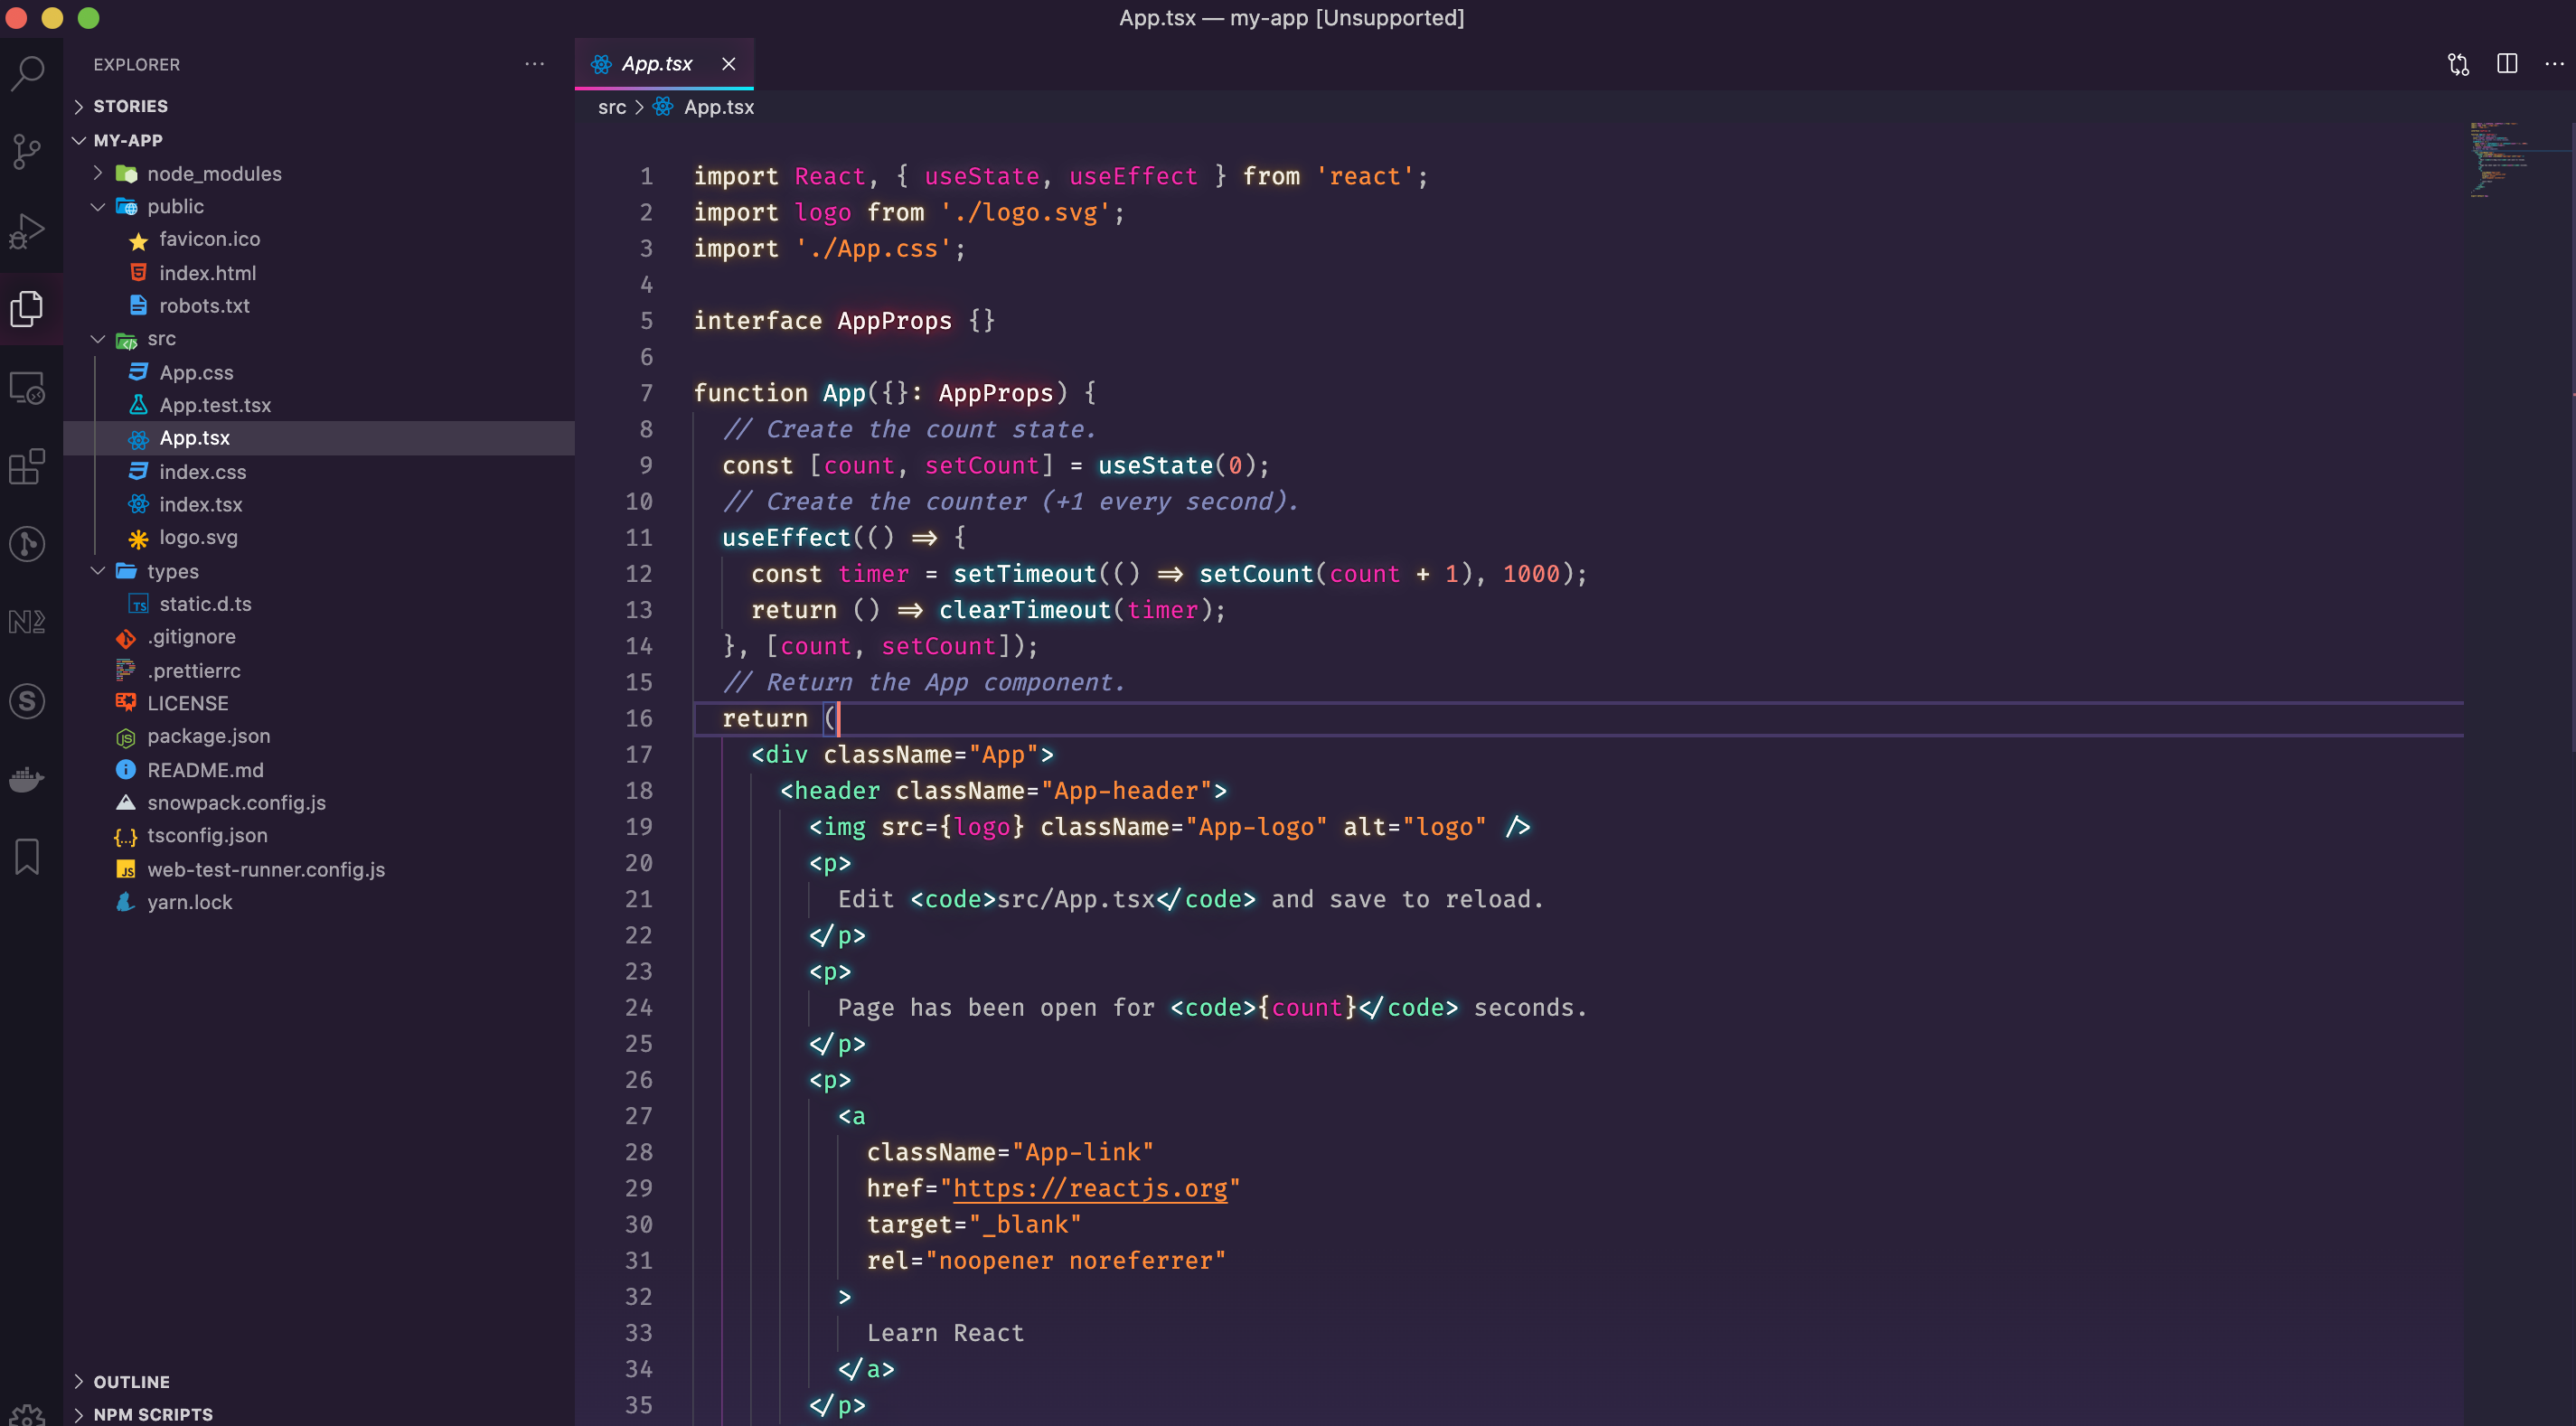 App.tsx — my-app [Unsupported]
EXPLORER
STORIES
MY-APP
node_modules
public
favicon.ico
index.html
robots.txt
src
App.css
App.test.tsx
App.tsx
index.css
index.tsx
logo.svg
types
static.d.ts
.gitignore
.prettierrc
LICENSE
package.json
README.md
snowpack.config.js
tsconfig.json
web-test-runner.config.js
yarn.lock
OUTLINE
NPM SCRIPTS
App.tsx
src > App.tsx
1 import React, { useState, useEffect } from 'react';
2 import logo from './logo.svg';
3 import './App.css';
4
5 interface AppProps {}
6
7 function App({}: AppProps) {
8 // Create the count state.
9 const [count, setCount] = useState(0);
10 // Create the counter (+1 every second).
11 useEffect(() => {
12 const timer = setTimeout(() => setCount(count + 1), 1000);
13 return () => clearTimeout(timer);
14 }, [count, setCount]);
15 // Return the App component.
16 return (
17 <div className="App">
18 <header className="App-header">
19 <img src={logo} className="App-logo" alt="logo" />
20 <p>
21 Edit <code>src/App.tsx</code> and save to reload.
22 </p>
23 <p>
24 Page has been open for <code>{count}</code> seconds.
25 </p>
26 <p>
27 <a
28 className="App-link"
29 href="https://reactjs.org"
30 target="_blank"
31 rel="noopener noreferrer"
32 >
33 Learn React
34 </a>
35 </p>